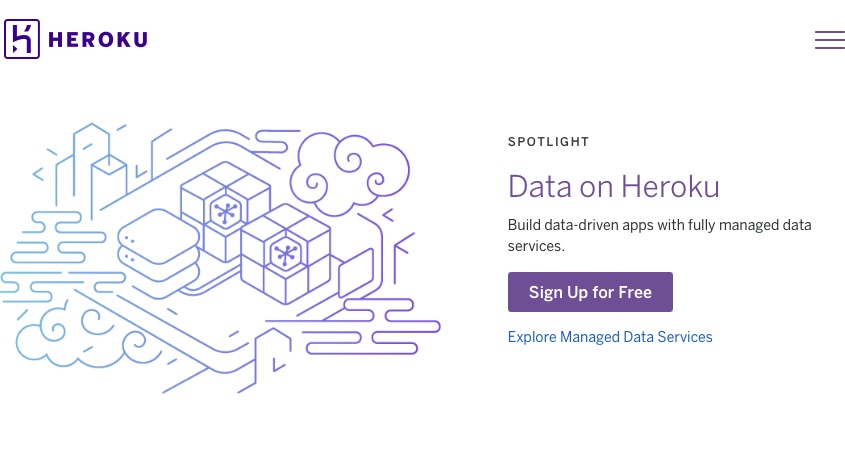 HEROKU
SPOTLIGHT
Data on Heroku
Build data-driven apps with fully managed data
services.
Sign Up for Free
Explore Managed Data Services